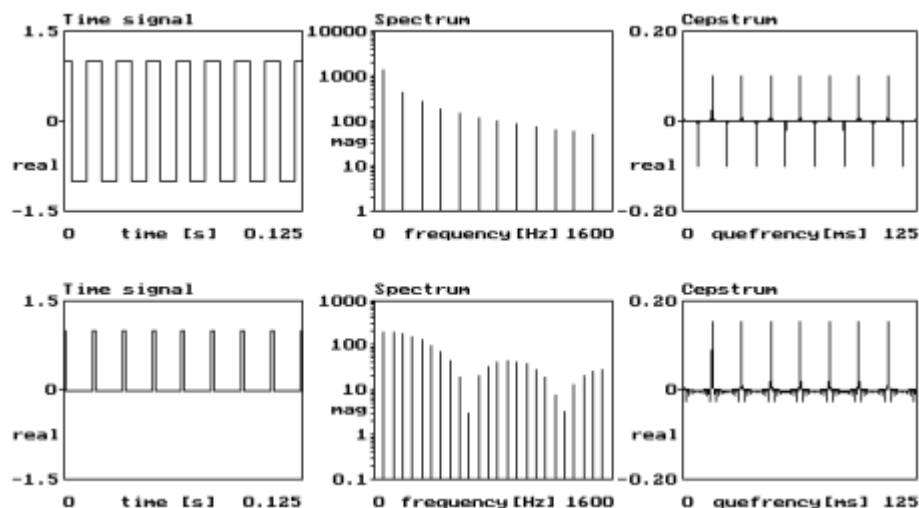 Time signal
1.5
0
real
-1.5
0 time [s] 0.125
Spectrum
10000
1000
100
mag
10
1
0 frequency[Hz] 1600
Cepstrum
0.20
0
real
-0.20
0 quefrency[ms] 125
Time signal
1.5
0
real
-1.5
0 time [s] 0.125
Spectrum
1000
100
10
mag
1
0.1
0 frequency[Hz] 1600
Cepstrum
0.20
0
real
-0.20
0 quefrency[ms] 125